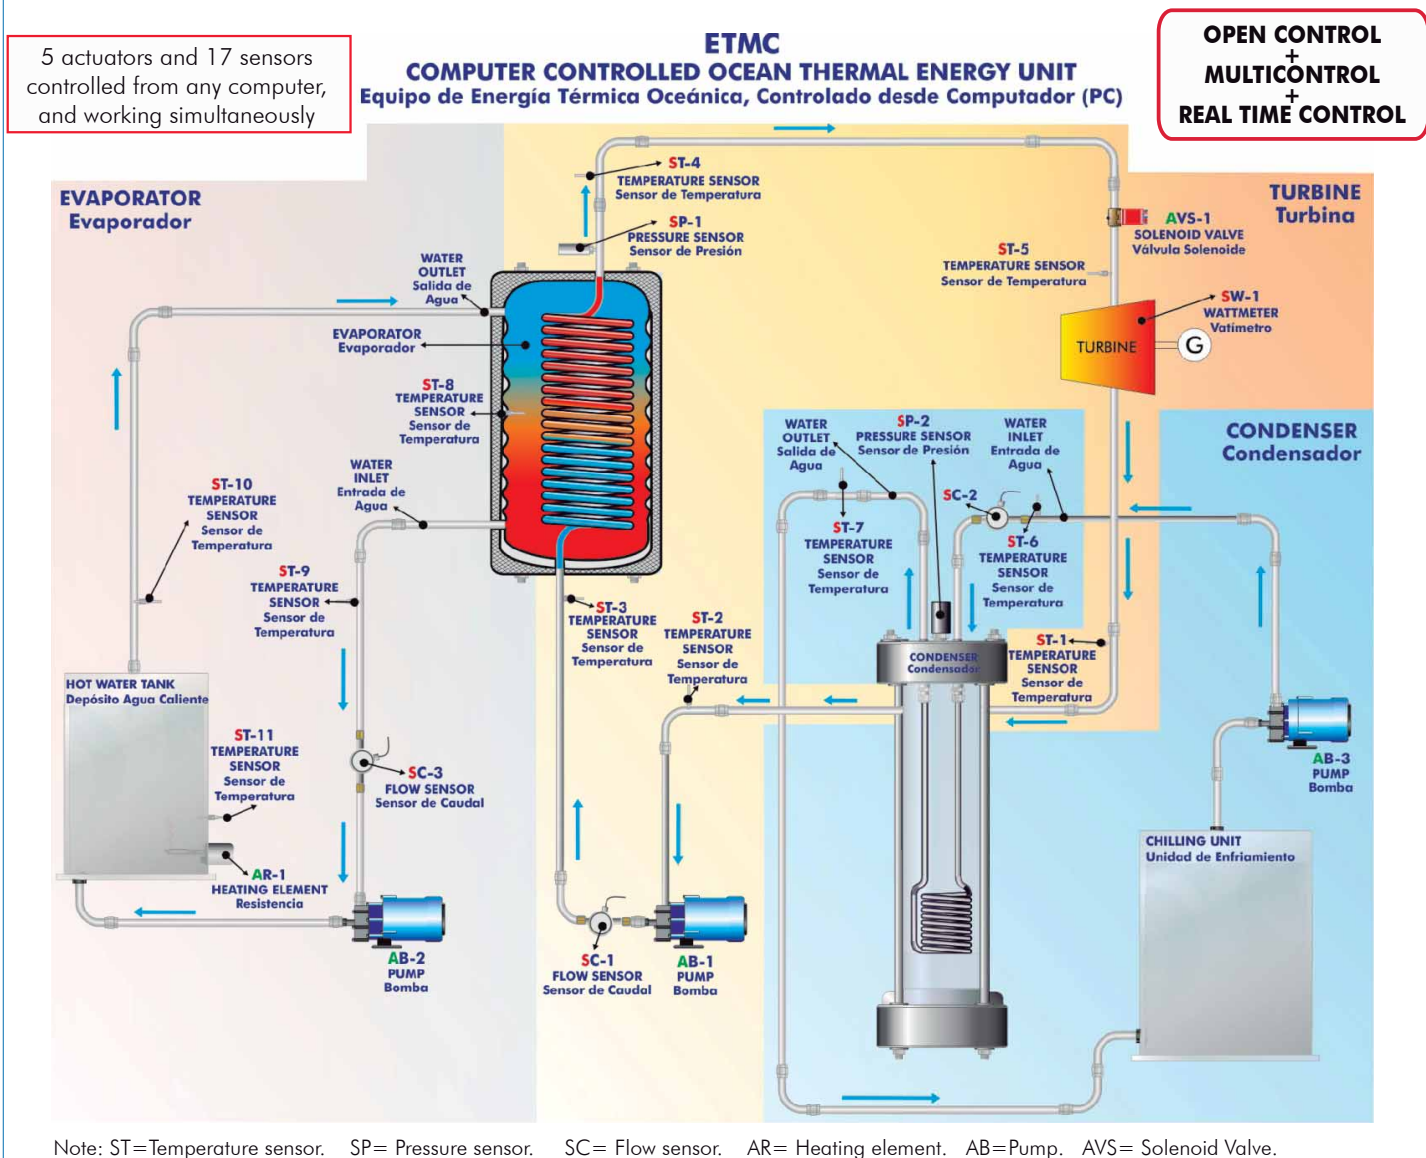 5 actuators and 17 sensors
controlled from any computer,
and working simultaneously
ETMC
COMPUTER CONTROLLED OCEAN THERMAL ENERGY UNIT
Equipo de Energía Térmica Oceánica, Controlado desde Computador (PC)
OPEN CONTROL
+
MULTICONTROL
+
REAL TIME CONTROL
EVAPORATOR
Evaporador
ST-4
TEMPERATURE SENSOR
Sensor de Temperatura
SP-1
PRESSURE SENSOR
Sensor de Presión
TURBINE
Turbina
AVS-1
SOLENOID VALVE
Válvula Solenoide
ST-5
TEMPERATURE SENSOR
Sensor de Temperatura
SW-1
WATTMETER
Vatímetro
TURBINE
G
WATER
OUTLET
Salida de
Agua
EVAPORATOR
Evaporador
ST-8
TEMPERATURE
SENSOR
Sensor de
Temperatura
WATER
INLET
Entrada de
Agua
ST-10
TEMPERATURE
SENSOR
Sensor de
Temperatura
ST-9
TEMPERATURE
SENSOR
Sensor de
Temperatura
WATER
OUTLET
Salida de
Agua
SP-2
PRESSURE SENSOR
Sensor de Presión
WATER
INLET
Entrada de
Agua
CONDENSER
Condensador
SC-2
ST-7
TEMPERATURE
SENSOR
Sensor de
Temperatura
ST-6
TEMPERATURE
SENSOR
Sensor de
Temperatura
ST-3
TEMPERATURE
SENSOR
Sensor de
Temperatura
ST-2
TEMPERATURE
SENSOR
Sensor de
Temperatura
CONDENSER
Condensador
ST-1
TEMPERATURE
SENSOR
Sensor de
Temperatura
HOT WATER TANK
Depósito Agua Caliente
ST-11
TEMPERATURE
SENSOR
Sensor de
Temperatura
SC-3
FLOW SENSOR
Sensor de Caudal
AR-1
HEATING ELEMENT
Resistencia
AB-3
PUMP
Bomba
CHILLING UNIT
Unidad de Enfriamiento
AB-2
PUMP
Bomba
SC-1
FLOW SENSOR
Sensor de Caudal
AB-1
PUMP
Bomba
Note: ST=Temperature sensor. SP= Pressure sensor. SC= Flow sensor. AR= Heating element. AB=Pump. AVS= Solenoid Valve.